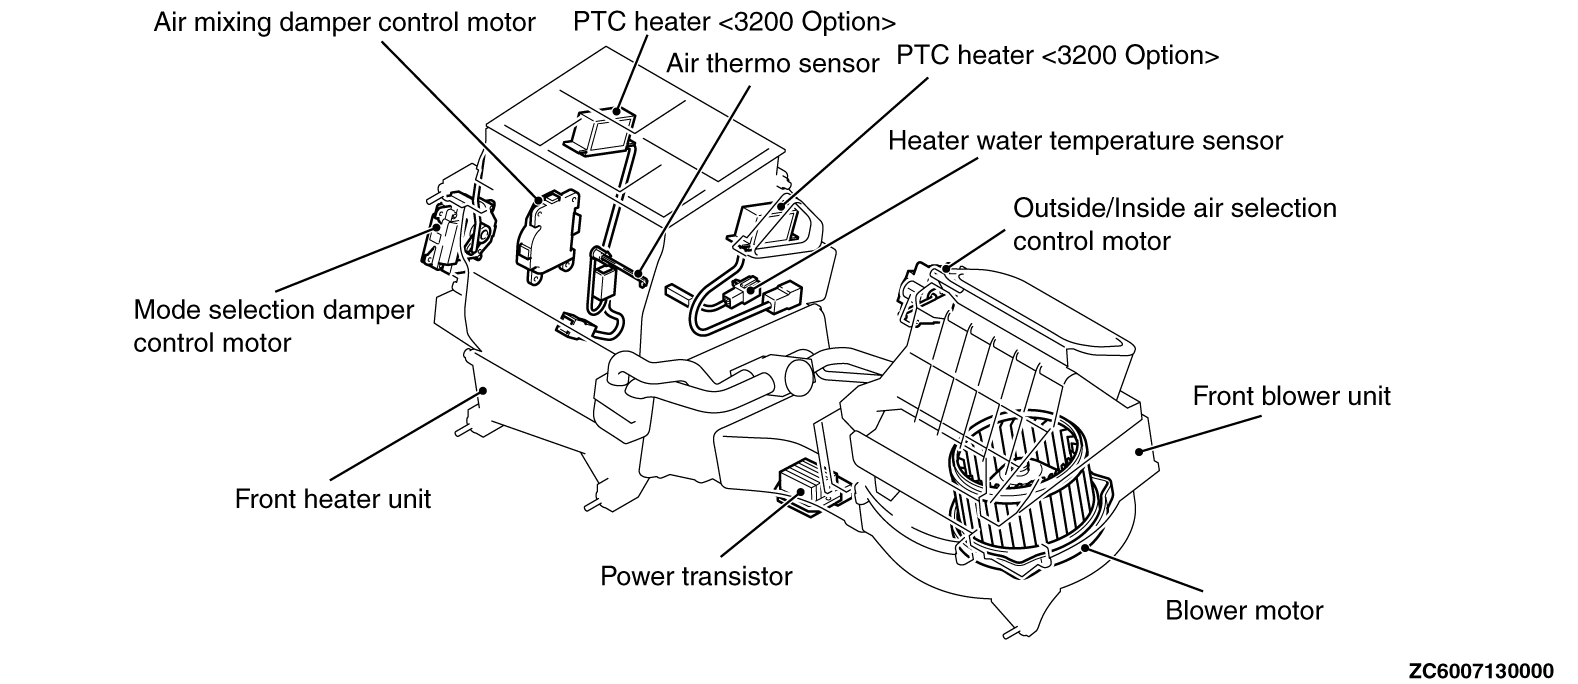 Air mixing damper control motor
PTC heater <3200 Option>
Air thermo sensor
PTC heater <3200 Option>
Heater water temperature sensor
Outside/Inside air selection
control motor
Mode selection damper
control motor
Front blower unit
Front heater unit
Power transistor
Blower motor
ZC6007130000